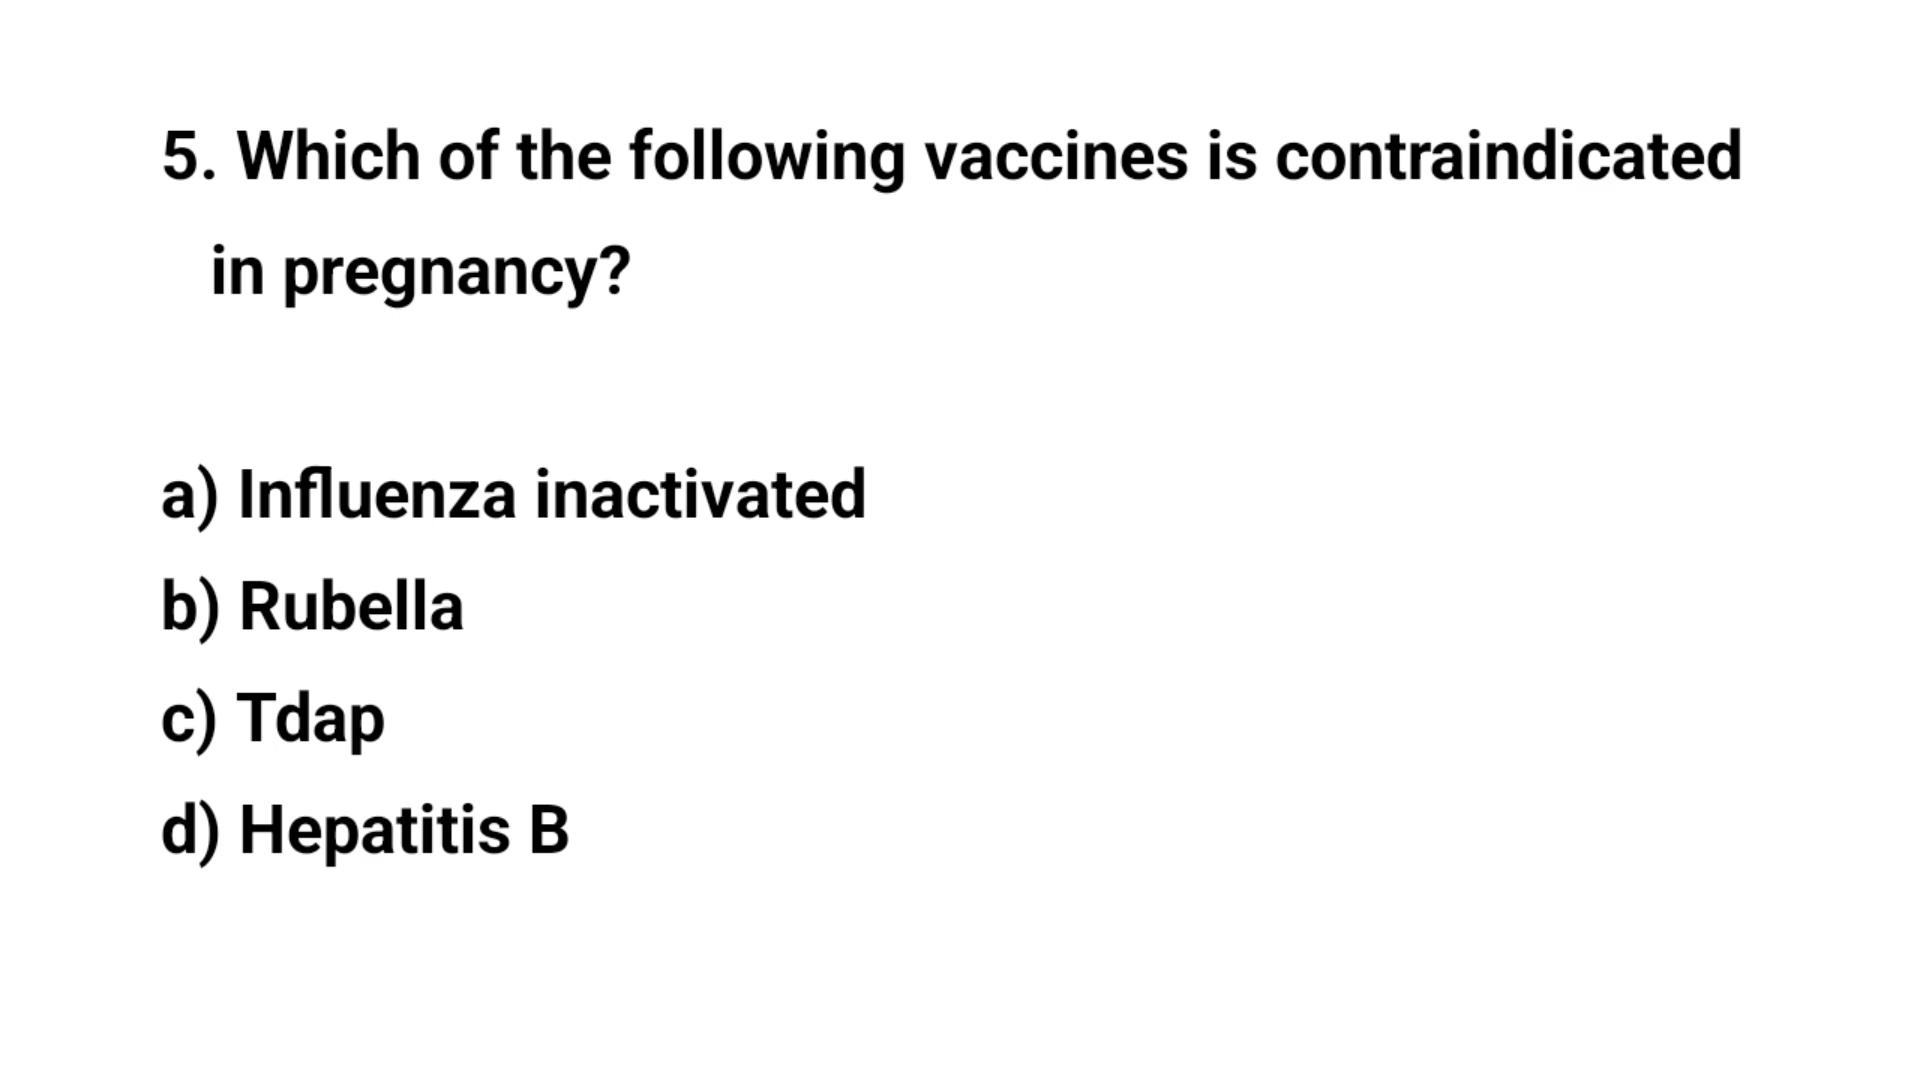 5. Which of the following vaccines is contraindicated
in pregnancy?
a) Influenza inactivated
b) Rubella
c) Tdap
d) Hepatitis B